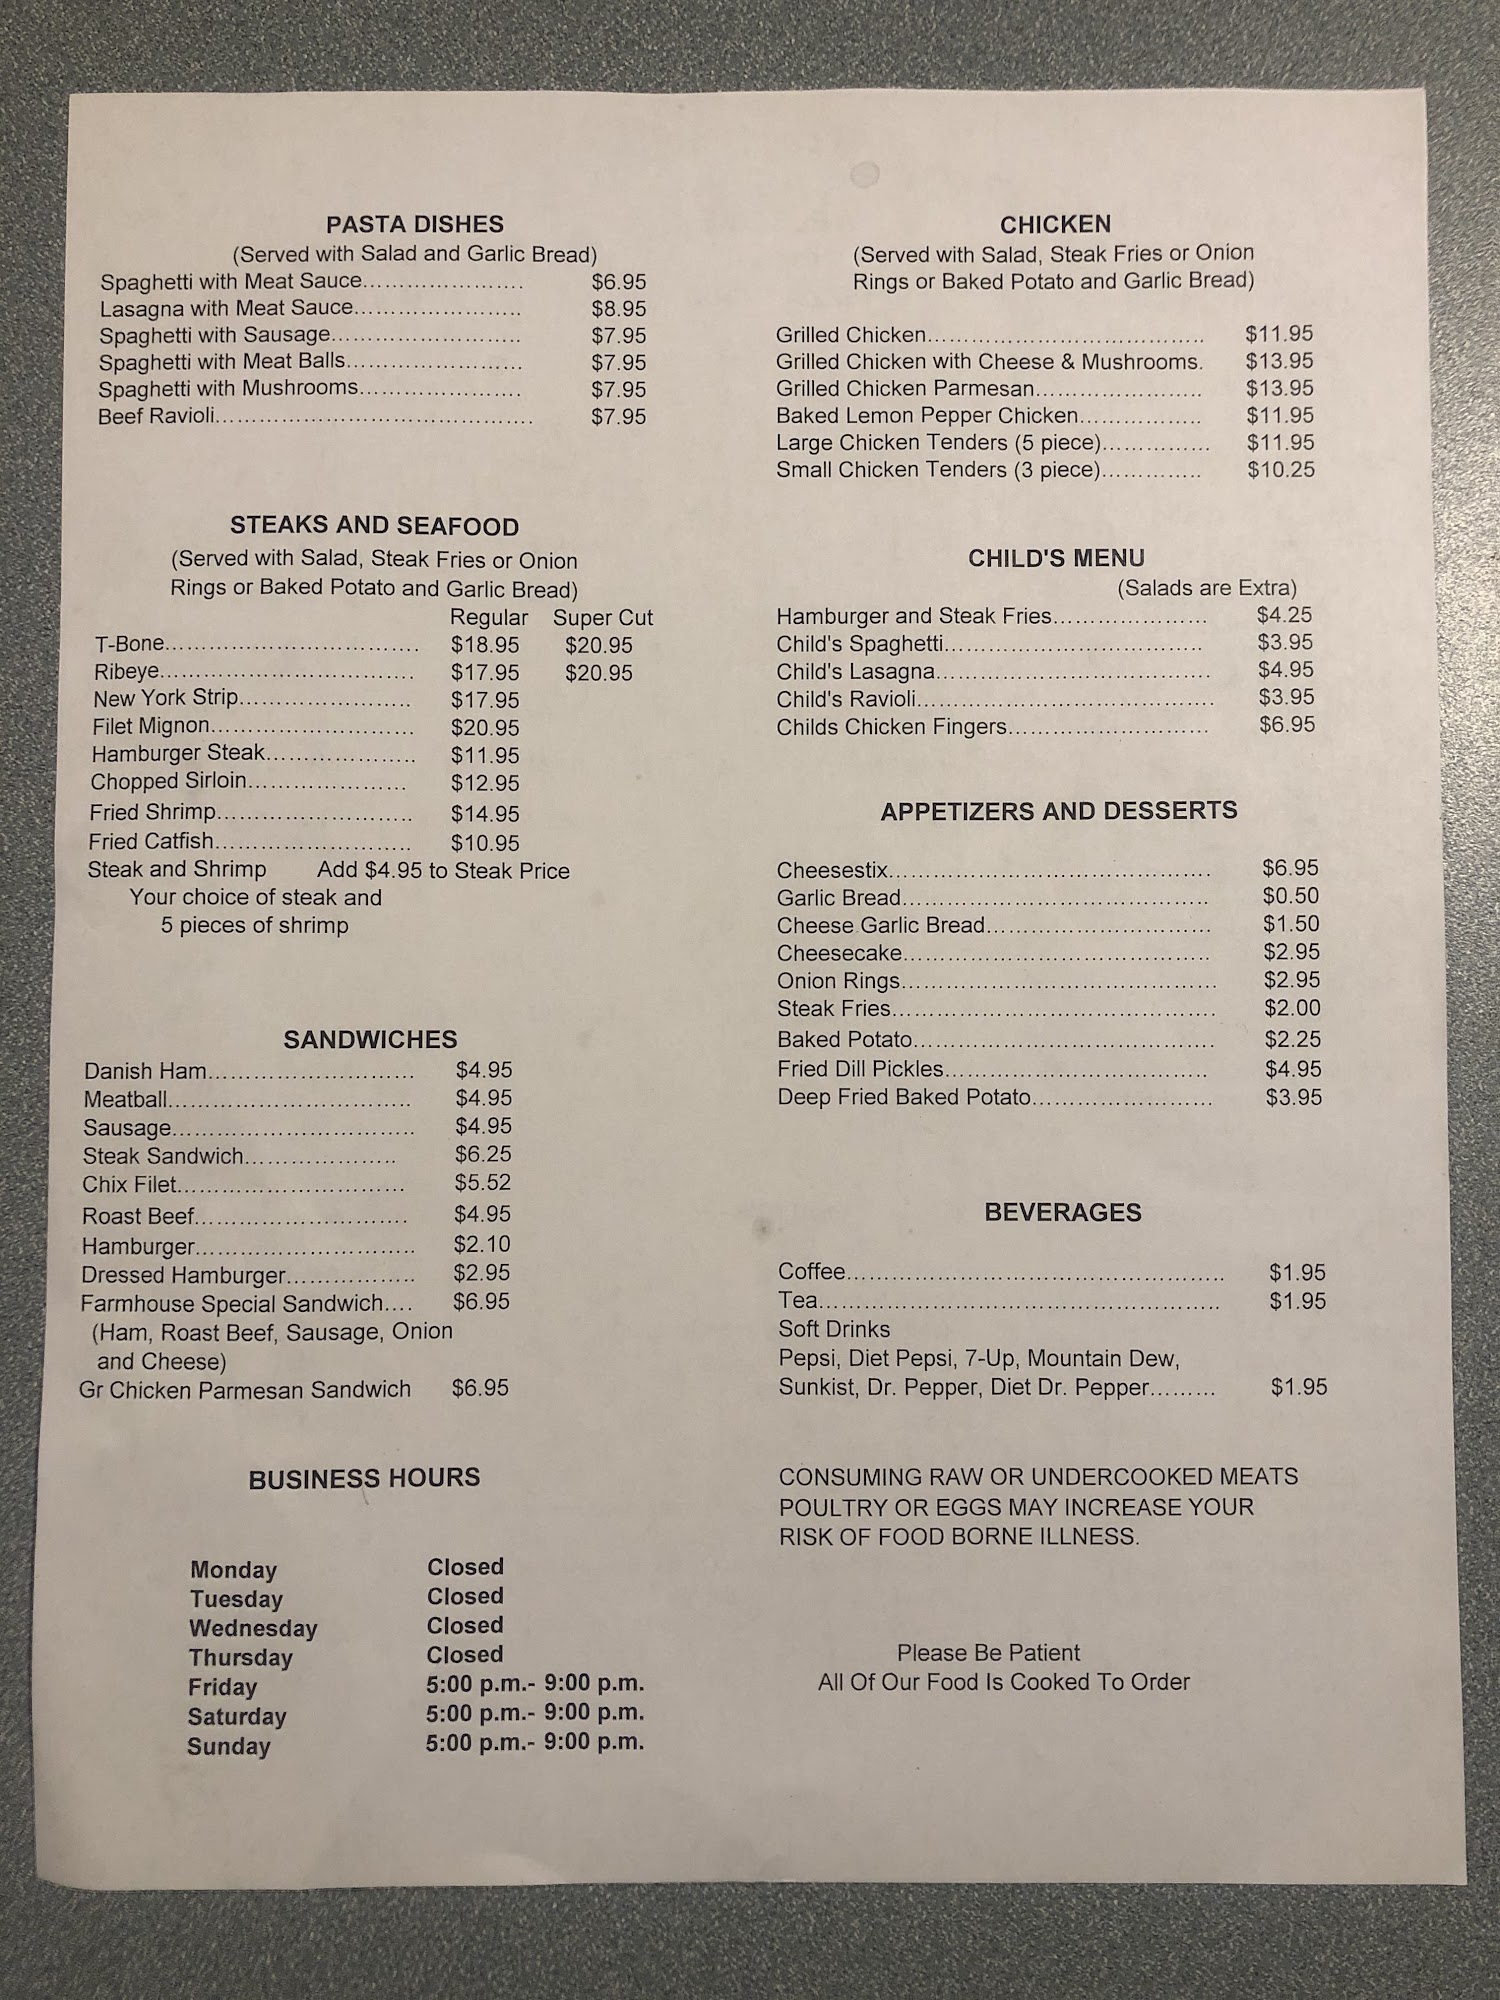 PASTA DISHES
(Served with Salad and Garlic Bread)
Spaghetti with Meat Sauce........................ $6.95
Lasagna with Meat Sauce......................... $8.95
Spaghetti with Sausage............................ $7.95
Spaghetti with Meat Balls.......................... $7.95
Spaghetti with Mushrooms........................ $7.95
Beef Ravioli............................................. $7.95
STEAKS AND SEAFOOD
(Served with Salad, Steak Fries or Onion
Rings or Baked Potato and Garlic Bread)
Regular Super Cut
T-Bone..................................... $18.95 $20.95
Ribeye..................................... $17.95 $20.95
New York Strip......................... $17.95
Filet Mignon............................. $20.95
Hamburger Steak..................... $11.95
Chopped Sirloin....................... $12.95
Fried Shrimp............................ $14.95
Fried Catfish............................ $10.95
Steak and Shrimp Add $4.95 to Steak Price
Your choice of steak and
5 pieces of shrimp
SANDWICHES
Danish Ham............................. $4.95
Meatball................................... $4.95
Sausage................................... $4.95
Steak Sandwich..................... $6.25
Chix Filet................................. $5.52
Roast Beef.............................. $4.95
Hamburger.............................. $2.10
Dressed Hamburger................ $2.95
Farmhouse Special Sandwich.... $6.95
(Ham, Roast Beef, Sausage, Onion
and Cheese)
Gr Chicken Parmesan Sandwich $6.95
BUSINESS HOURS
Monday Closed
Tuesday Closed
Wednesday Closed
Thursday Closed
Friday 5:00 p.m.- 9:00 p.m.
Saturday 5:00 p.m.- 9:00 p.m.
Sunday 5:00 p.m.- 9:00 p.m.
CHICKEN
(Served with Salad, Steak Fries or Onion
Rings or Baked Potato and Garlic Bread)
Grilled Chicken........................................ $11.95
Grilled Chicken with Cheese & Mushrooms. $13.95
Grilled Chicken Parmesan........................ $13.95
Baked Lemon Pepper Chicken................. $11.95
Large Chicken Tenders (5 piece)............... $11.95
Small Chicken Tenders (3 piece).............. $10.25
CHILD'S MENU
(Salads are Extra)
Hamburger and Steak Fries...................... $4.25
Child's Spaghetti..................................... $3.95
Child's Lasagna....................................... $4.95
Child's Ravioli.......................................... $3.95
Childs Chicken Fingers............................. $6.95
APPETIZERS AND DESSERTS
Cheesestix.............................................. $6.95
Garlic Bread............................................ $0.50
Cheese Garlic Bread................................ $1.50
Cheesecake............................................ $2.95
Onion Rings............................................. $2.95
Steak Fries.............................................. $2.00
Baked Potato........................................... $2.25
Fried Dill Pickles...................................... $4.95
Deep Fried Baked Potato.......................... $3.95
BEVERAGES
Coffee...................................................... $1.95
Tea.......................................................... $1.95
Soft Drinks
Pepsi, Diet Pepsi, 7-Up, Mountain Dew,
Sunkist, Dr. Pepper, Diet Dr. Pepper......... $1.95
CONSUMING RAW OR UNDERCOOKED MEATS
POULTRY OR EGGS MAY INCREASE YOUR
RISK OF FOOD BORNE ILLNESS.
Please Be Patient
All Of Our Food Is Cooked To Order